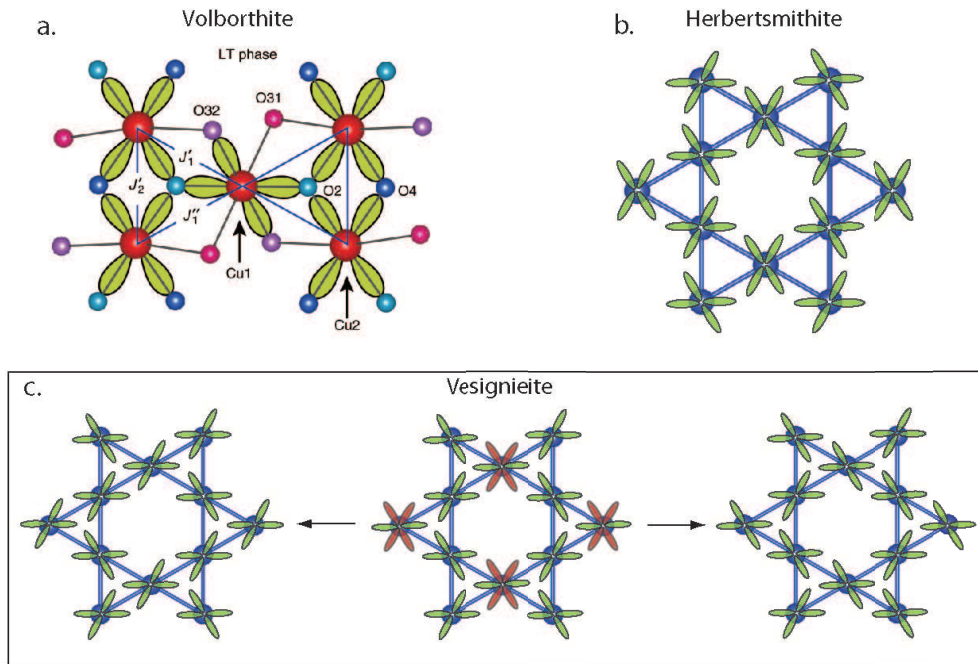 Volborthite
Herbertsmithite
a.
b.
LT phase
O32
O31
J′₁
J′₂
O2
O4
J″₁
Cu1
Cu2
c.
Vesignieite